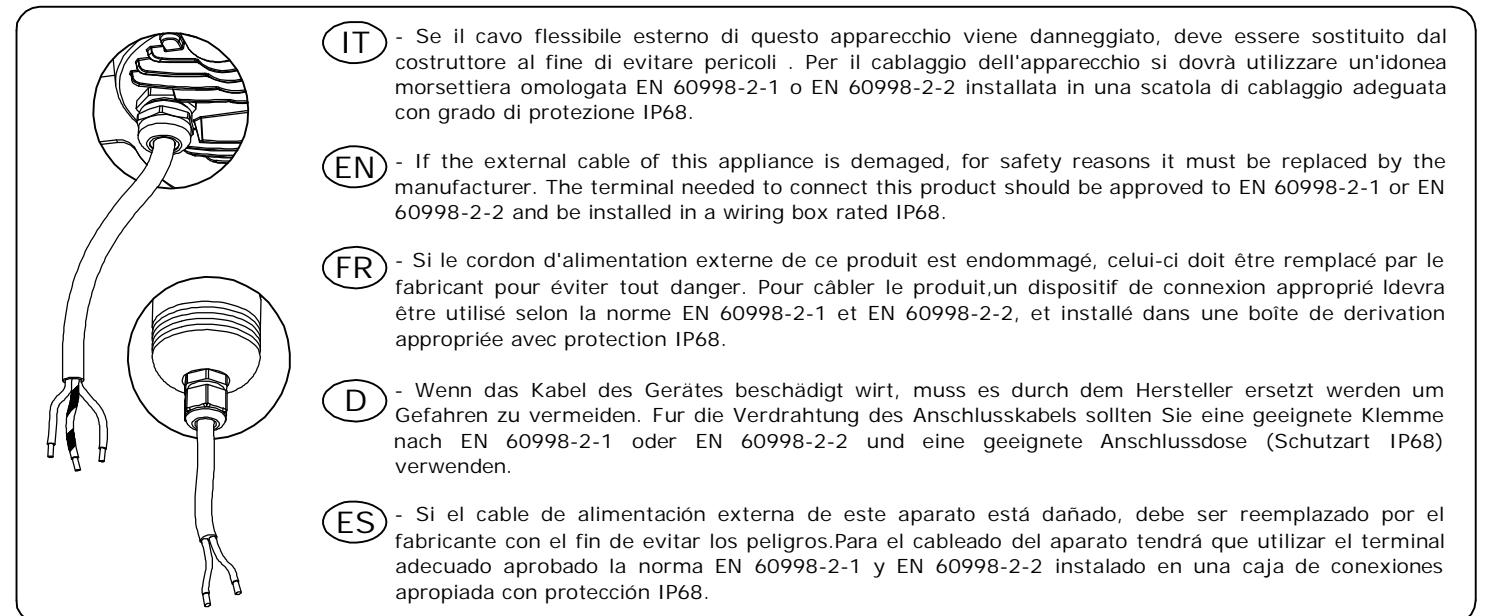 IT - Se il cavo flessibile esterno di questo apparecchio viene danneggiato, deve essere sostituito dal
costruttore al fine di evitare pericoli . Per il cablaggio dell'apparecchio si dovrà utilizzare un'idonea
morsettiera omologata EN 60998-2-1 o EN 60998-2-2 installata in una scatola di cablaggio adeguata
con grado di protezione IP68.
EN - If the external cable of this appliance is demaged, for safety reasons it must be replaced by the
manufacturer. The terminal needed to connect this product should be approved to EN 60998-2-1 or EN
60998-2-2 and be installed in a wiring box rated IP68.
FR - Si le cordon d'alimentation externe de ce produit est endommagé, celui-ci doit être remplacé par le
fabricant pour éviter tout danger. Pour câbler le produit,un dispositif de connexion approprié ldevra
être utilisé selon la norme EN 60998-2-1 et EN 60998-2-2, et installé dans une boîte de derivation
appropriée avec protection IP68.
D - Wenn das Kabel des Gerätes beschädigt wirt, muss es durch dem Hersteller ersetzt werden um
Gefahren zu vermeiden. Fur die Verdrahtung des Anschlusskabels sollten Sie eine geeignete Klemme
nach EN 60998-2-1 oder EN 60998-2-2 und eine geeignete Anschlussdose (Schutzart IP68)
verwenden.
ES - Si el cable de alimentación externa de este aparato está dañado, debe ser reemplazado por el
fabricante con el fin de evitar los peligros.Para el cableado del aparato tendrá que utilizar el terminal
adecuado aprobado la norma EN 60998-2-1 y EN 60998-2-2 instalado en una caja de conexiones
apropiada con protección IP68.